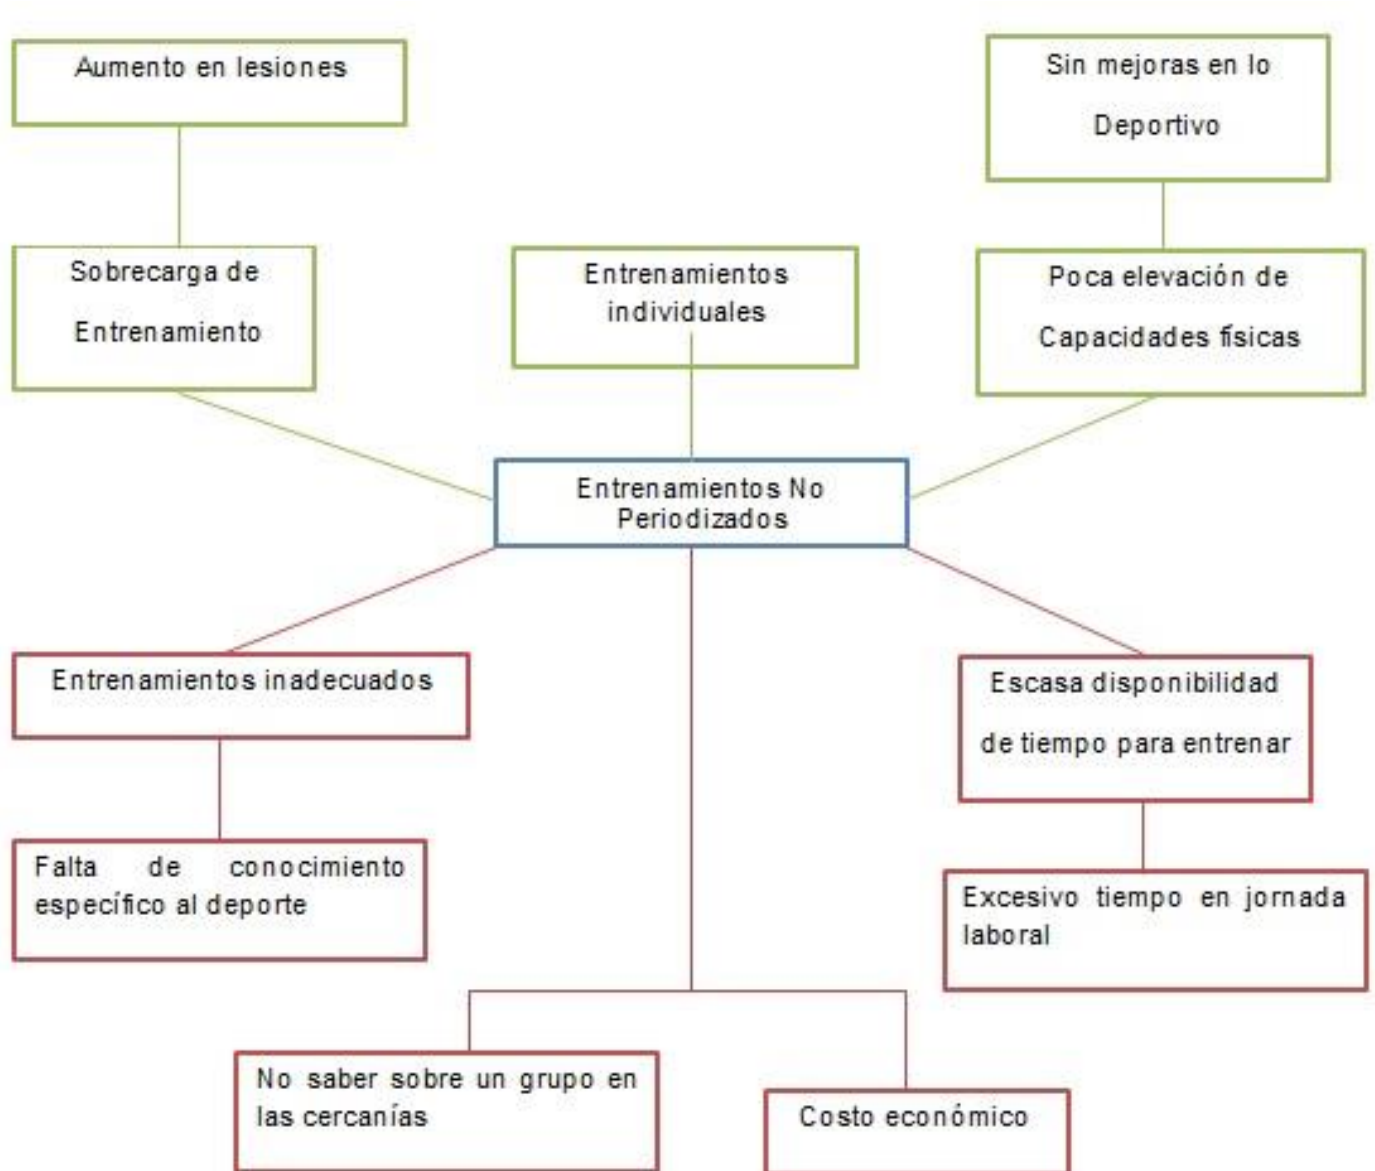 Aumento en lesiones
Sin mejoras en lo
Deportivo
Sobrecarga de
Entrenamiento
Entrenamientos
individuales
Poca elevación de
Capacidades físicas
Entrenamientos No
Periodizados
Entrenamientos inadecuados
Escasa disponibilidad
de tiempo para entrenar
Falta de conocimiento
específico al deporte
Excesivo tiempo en jornada
laboral
No saber sobre un grupo en
las cercanías
Costo económico